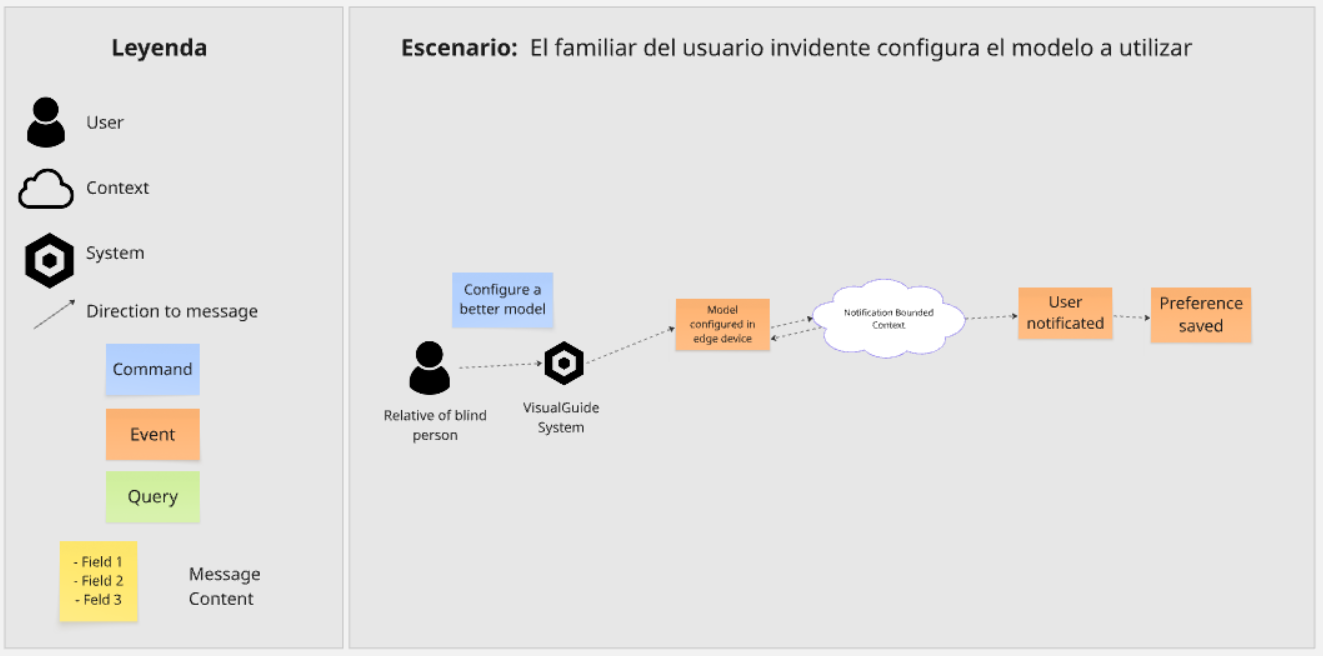 Leyenda
User
Context
System
Direction to message
Command
Event
Query
- Field 1
- Field 2
- Feld 3
Message
Content
Escenario: El familiar del usuario invidente configura el modelo a utilizar
Configure a
better model
Relative of blind
person
VisualGuide
System
Model
configured in
edge device
Notification Bounded
Context
User
notificated
Preference
saved